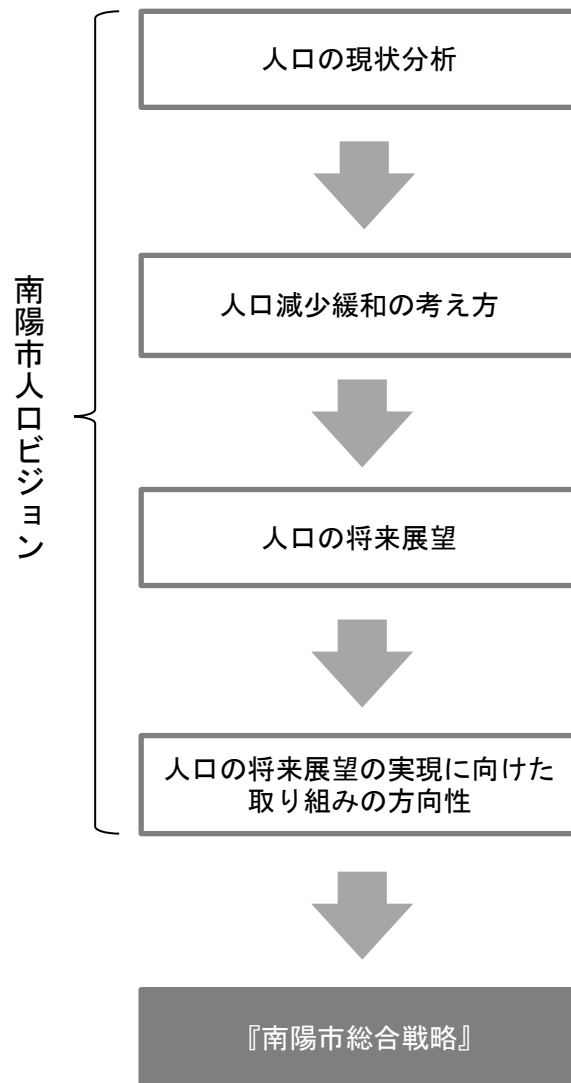 南陽市人口ビジョン
人口の現状分析
人口減少緩和の考え方
人口の将来展望
人口の将来展望の実現に向けた
取り組みの方向性
『南陽市総合戦略』